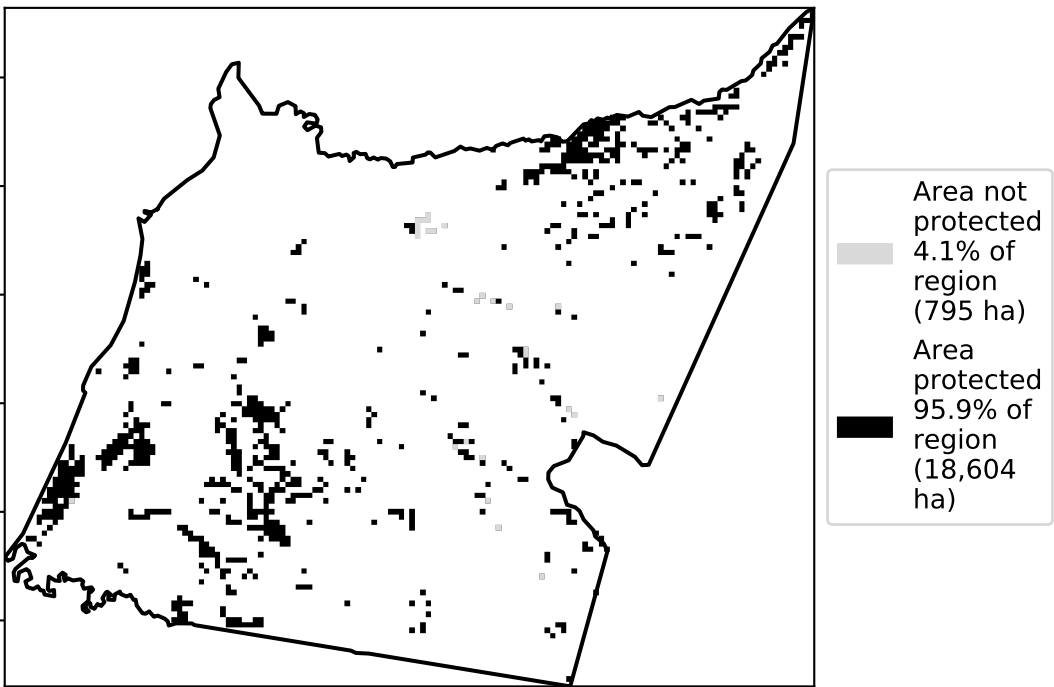 Area not
protected
4.1% of
region
(795 ha)
Area
protected
95.9% of
region
(18,604
ha)